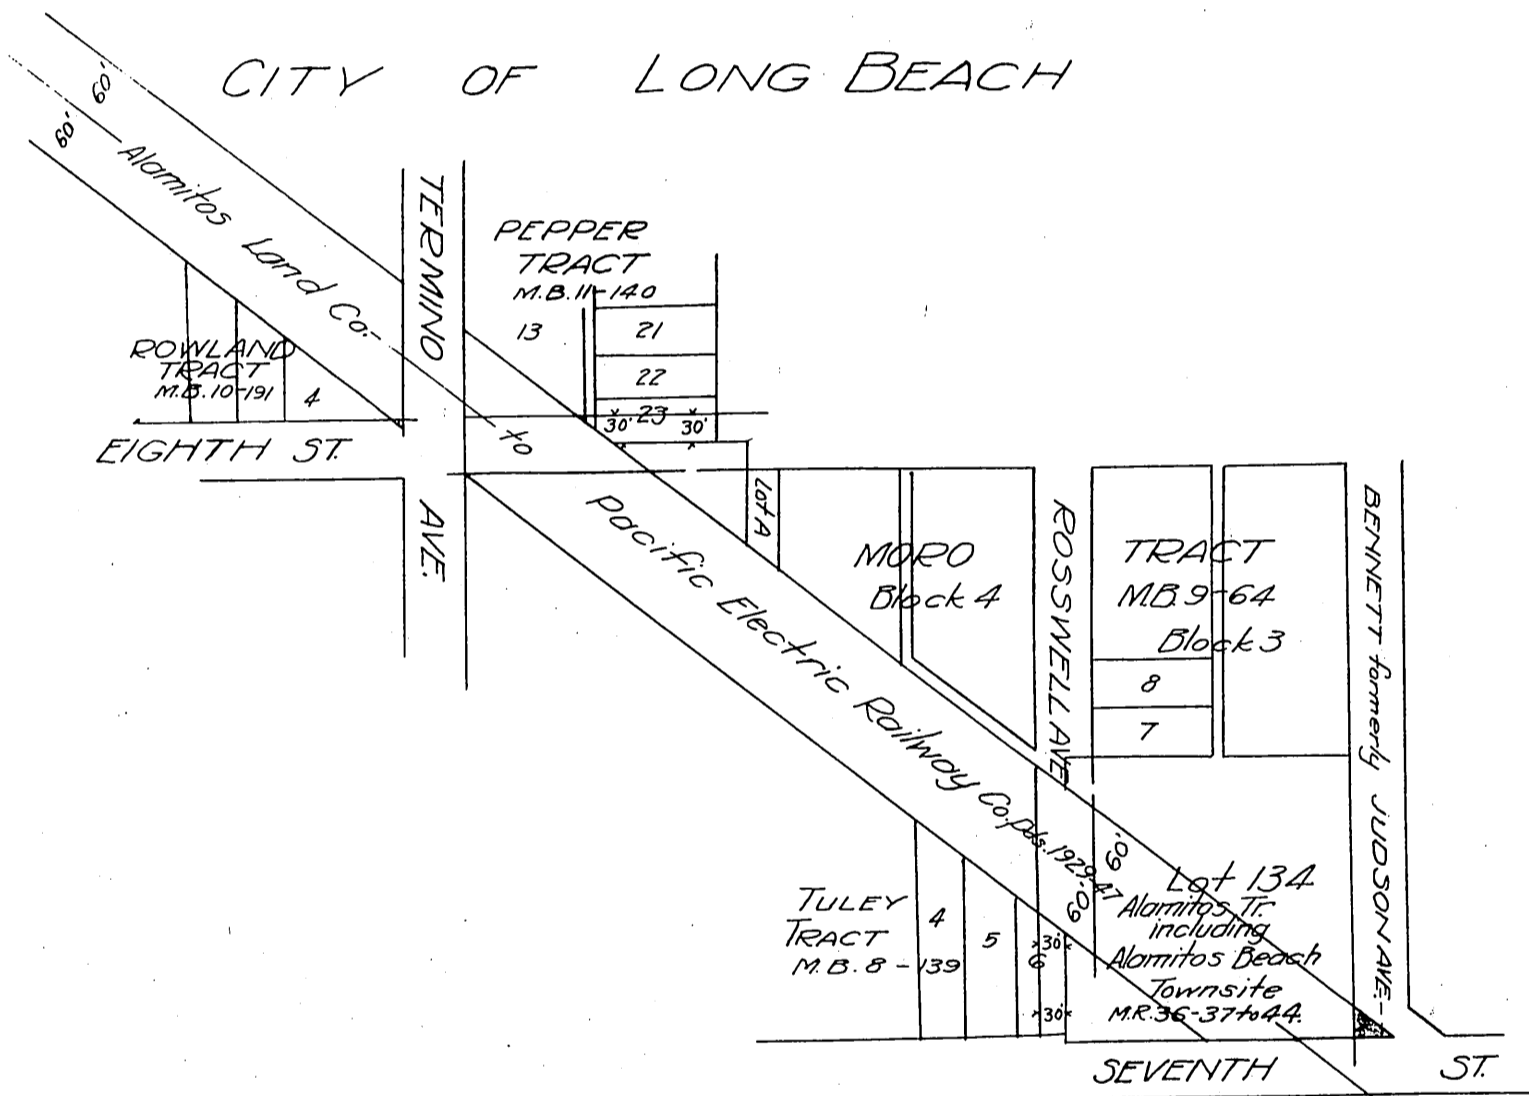 CITY OF LONG BEACH
60'
60'
Alamitos Land Co.
to
Pacific Electric Railway Co. Dds. 1929-47
TERMINO
AVE.
PEPPER
TRACT
M.B. 11-140
13
21
22
23
30'
30'
ROWLAND
TRACT
M.B. 10-191
4
EIGHTH ST.
Lot A
MORO
Block 4
ROSSWELL AVE
TRACT
M.B. 9-64
Block 3
8
7
BENNETT formerly JUDSON AVE.
60'
60'
Lot 134
Alamitos Tr.
including
Alamitos Beach
Townsite
M.R. 36-37 to 44.
TULEY
TRACT
M.B. 8-139
4
5
6
30'
30'
SEVENTH ST.